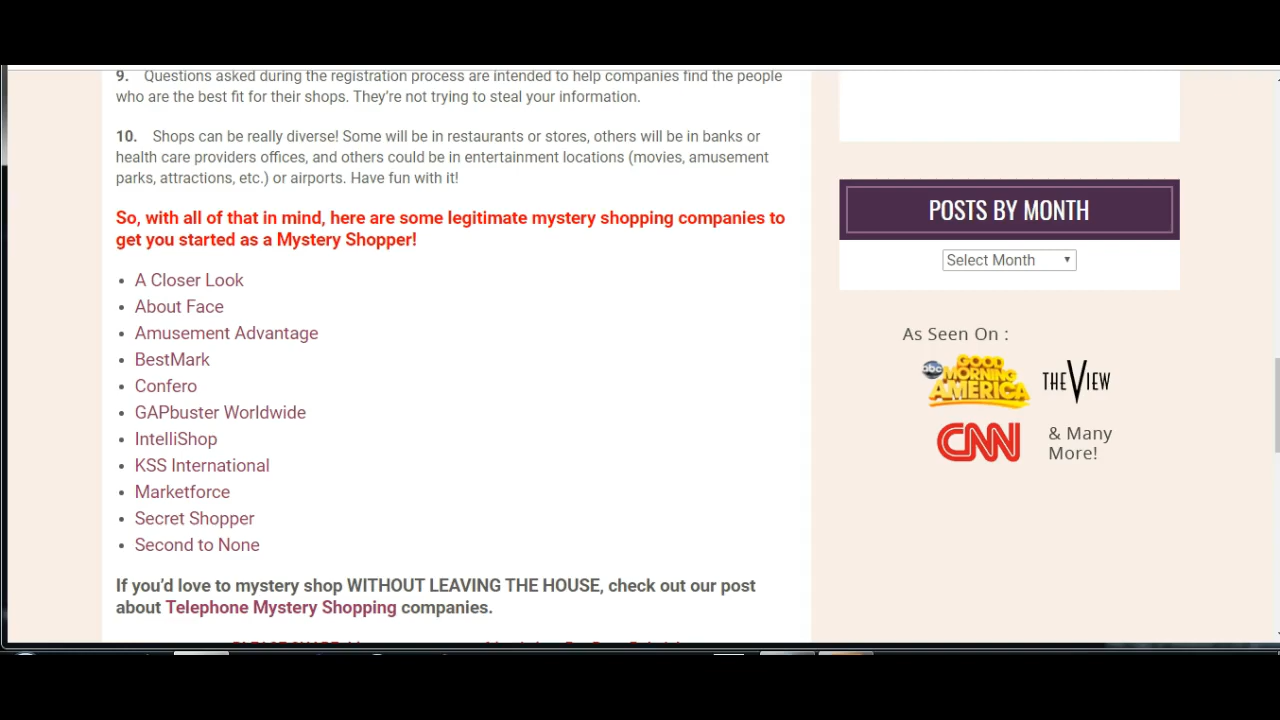 9. Questions asked during the registration process are intended to help companies find the people
who are the best fit for their shops. They're not trying to steal your information.
10. Shops can be really diverse! Some will be in restaurants or stores, others will be in banks or
health care providers offices, and others could be in entertainment locations (movies, amusement
parks, attractions, etc.) or airports. Have fun with it!
So, with all of that in mind, here are some legitimate mystery shopping companies to
get you started as a Mystery Shopper!
• A Closer Look
• About Face
• Amusement Advantage
• BestMark
• Confero
• GAPbuster Worldwide
• IntelliShop
• KSS International
• Marketforce
• Secret Shopper
• Second to None
If you'd love to mystery shop WITHOUT LEAVING THE HOUSE, check out our post
about Telephone Mystery Shopping companies.
POSTS BY MONTH
Select Month
As Seen On :
abc GOOD MORNING AMERICA
THE VIEW
CNN
& Many
More!